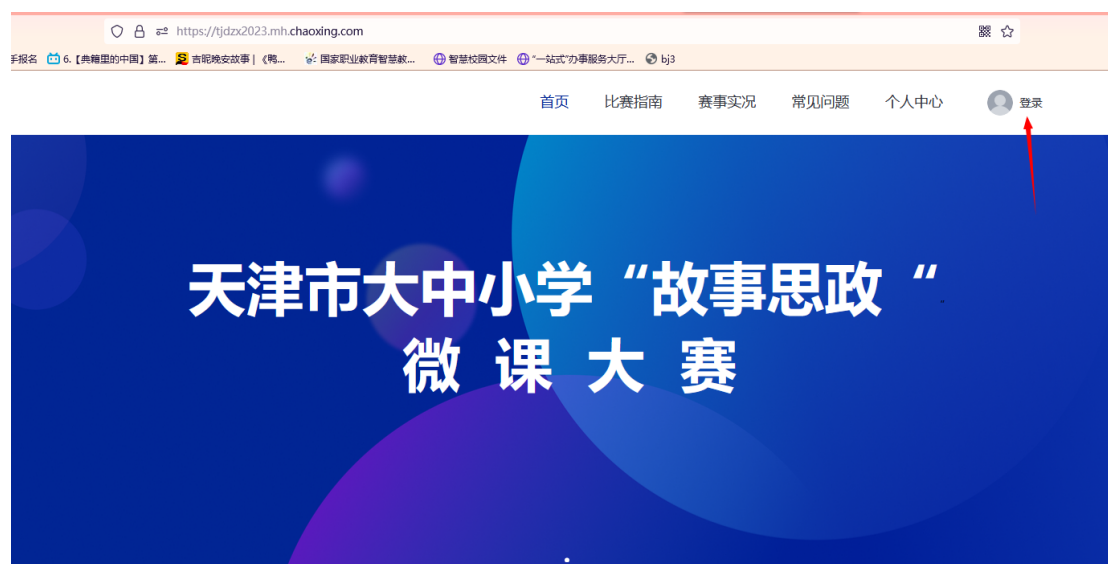 https://tjdzx2023.mh.chaoxing.com
手报名 6.【典籍里的中国】第... 吉昵晚安故事 | 《鸭... 国家职业教育智慧教... 智慧校园文件 “一站式”办事服务大厅... bj3
首页 比赛指南 赛事实况 常见问题 个人中心 登录
天津市大中小学“故事思政“
微 课 大 赛